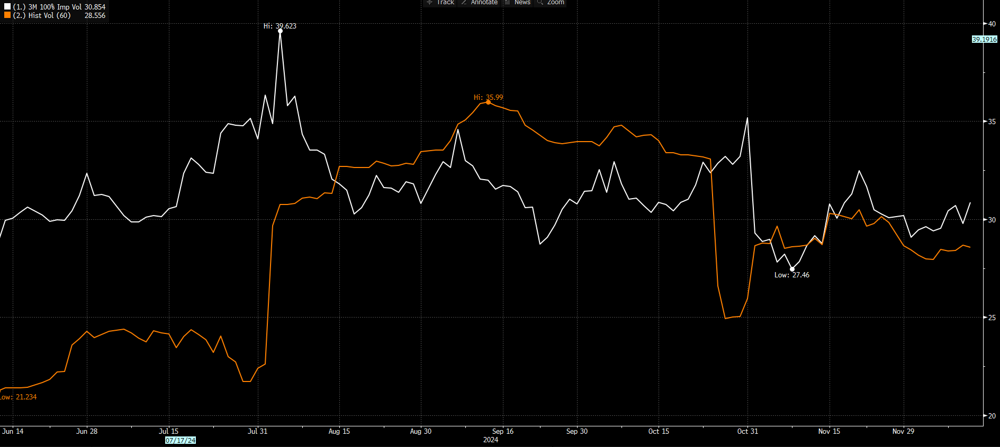 Track Annotate News Zoom
(1.) 3M 100% Imp Vol 30.854
(2.) Hist Vol (60) 28.556
Hi: 39.623
40
39.1916
Hi: 35.99
35
30
Low: 27.46
25
Low: 21.234
20
Jun 14 Jun 28 Jul 15 Jul 31 Aug 15 Aug 30 Sep 16 Sep 30 Oct 15 Oct 31 Nov 15 Nov 29
07/17/24 2024